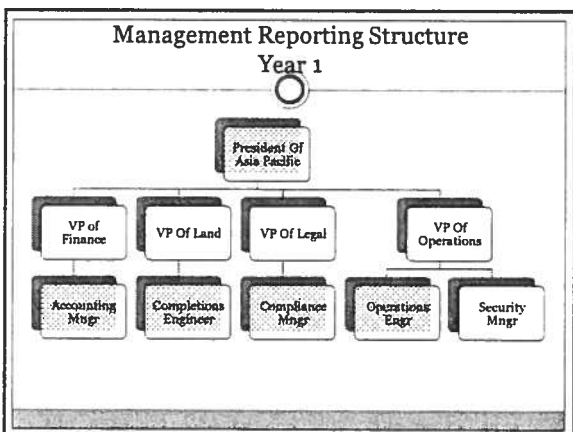 Management Reporting Structure
Year 1
President Of
Asia Pacific
VP of
Finance
VP Of Land
VP Of Legal
VP Of
Operations
Accounting
Mngr
Completions
Engineer
Compliance
Mngr
Operations
Engr
Security
Mngr